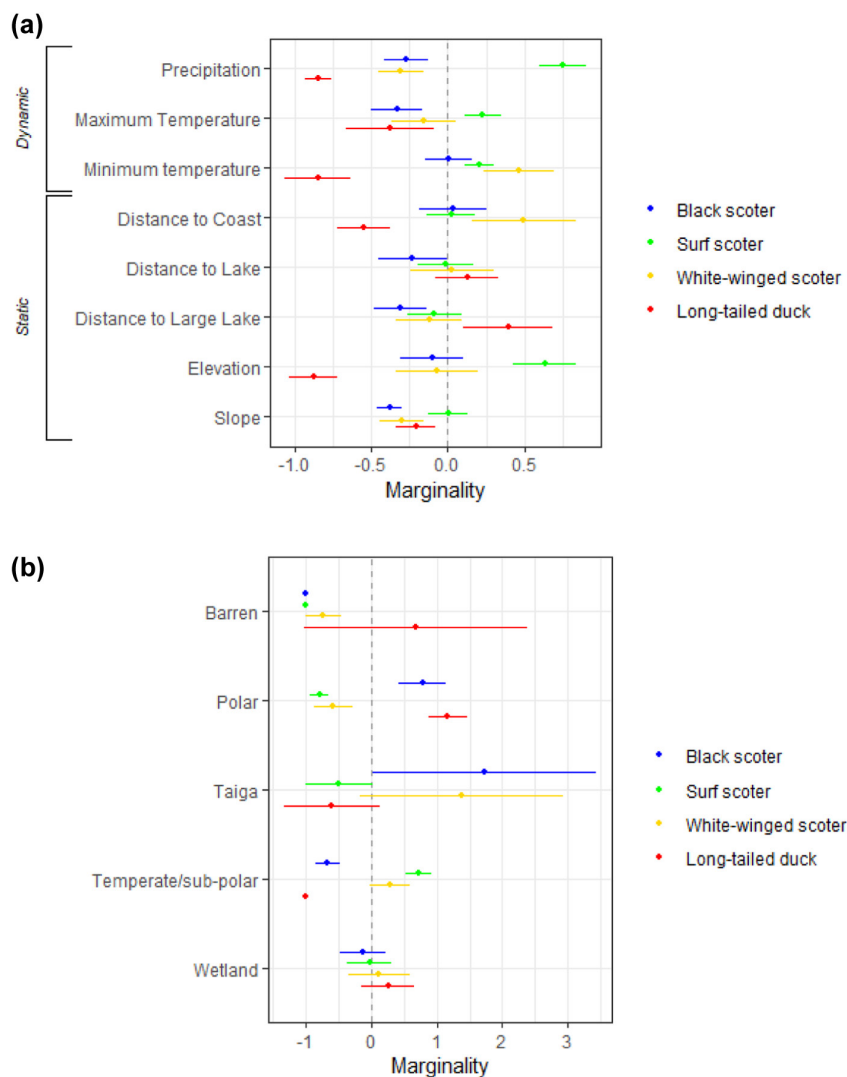 (a)
Dynamic
Static
Precipitation
Maximum Temperature
Minimum temperature
Distance to Coast
Distance to Lake
Distance to Large Lake
Elevation
Slope
-1.0 -0.5 0.0 0.5
Marginality
Black scoter
Surf scoter
White-winged scoter
Long-tailed duck
(b)
Barren
Polar
Taiga
Temperate/sub-polar
Wetland
-1 0 1 2 3
Marginality
Black scoter
Surf scoter
White-winged scoter
Long-tailed duck